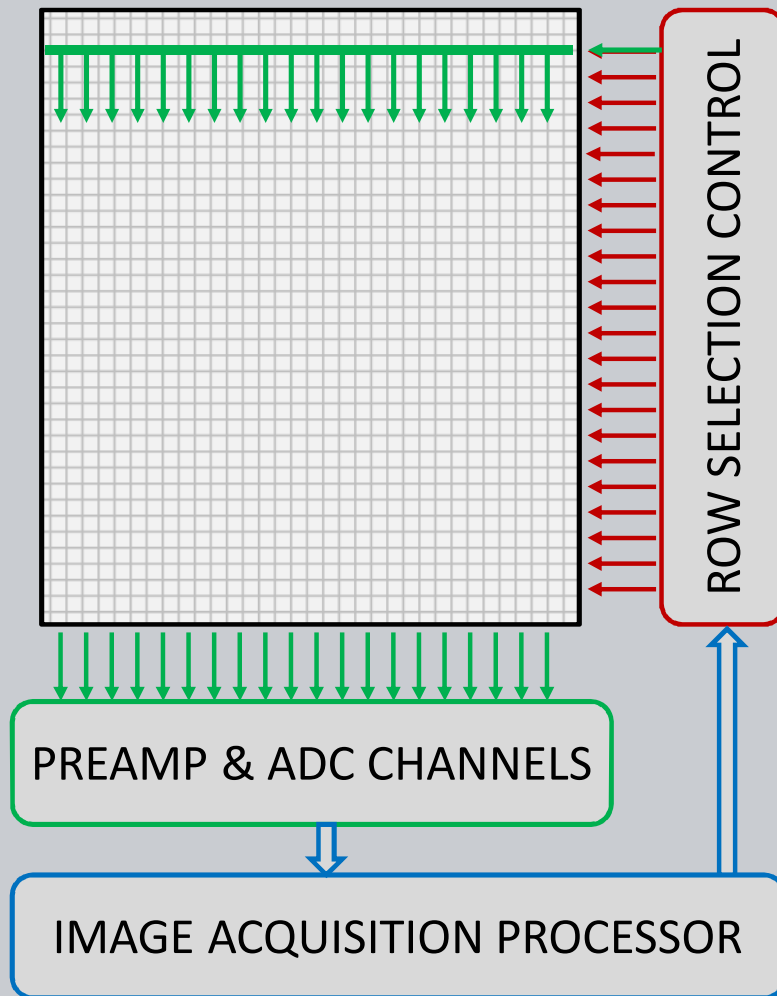 ROW SELECTION CONTROL
PREAMP & ADC CHANNELS
IMAGE ACQUISITION PROCESSOR